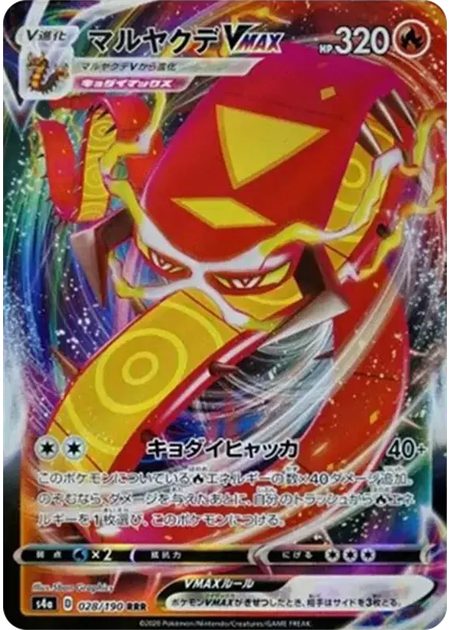 V進化
マルヤクデVMAX
HP 320
マルヤクデVから進化
キョダイマックス
キョダイヒャッカ 40+
このポケモンについている炎エネルギーの数×40ダメージ追加。
のぞむなら、ダメージを与えたあとに、自分のトラッシュから炎エネ
ルギーを1枚選び、このポケモンにつける。
弱点 ×2 抵抗力 にげる
Illus. 5ban Graphics
VMAXルール
s4a D 028/190 RRR
ポケモンVMAXがきぜつしたとき、相手はサイドを3枚とる。
©2020 Pokémon/Nintendo/Creatures/GAME FREAK.